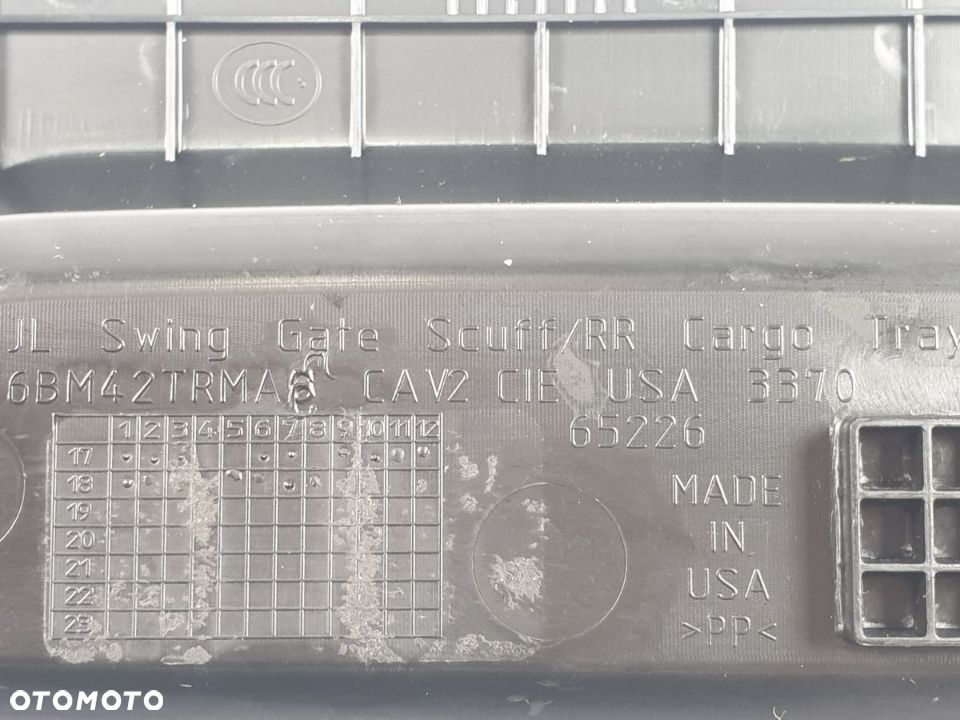 CCC
JL Swing Gate Scuff/RR Cargo Tray
CAV2 CIE USA 3370
65226
1 2 3 4 5 6 7 8 9 10 11 12
17
18
19
20
21
22
23
MADE
IN
USA
>PP<
OTOMOTO